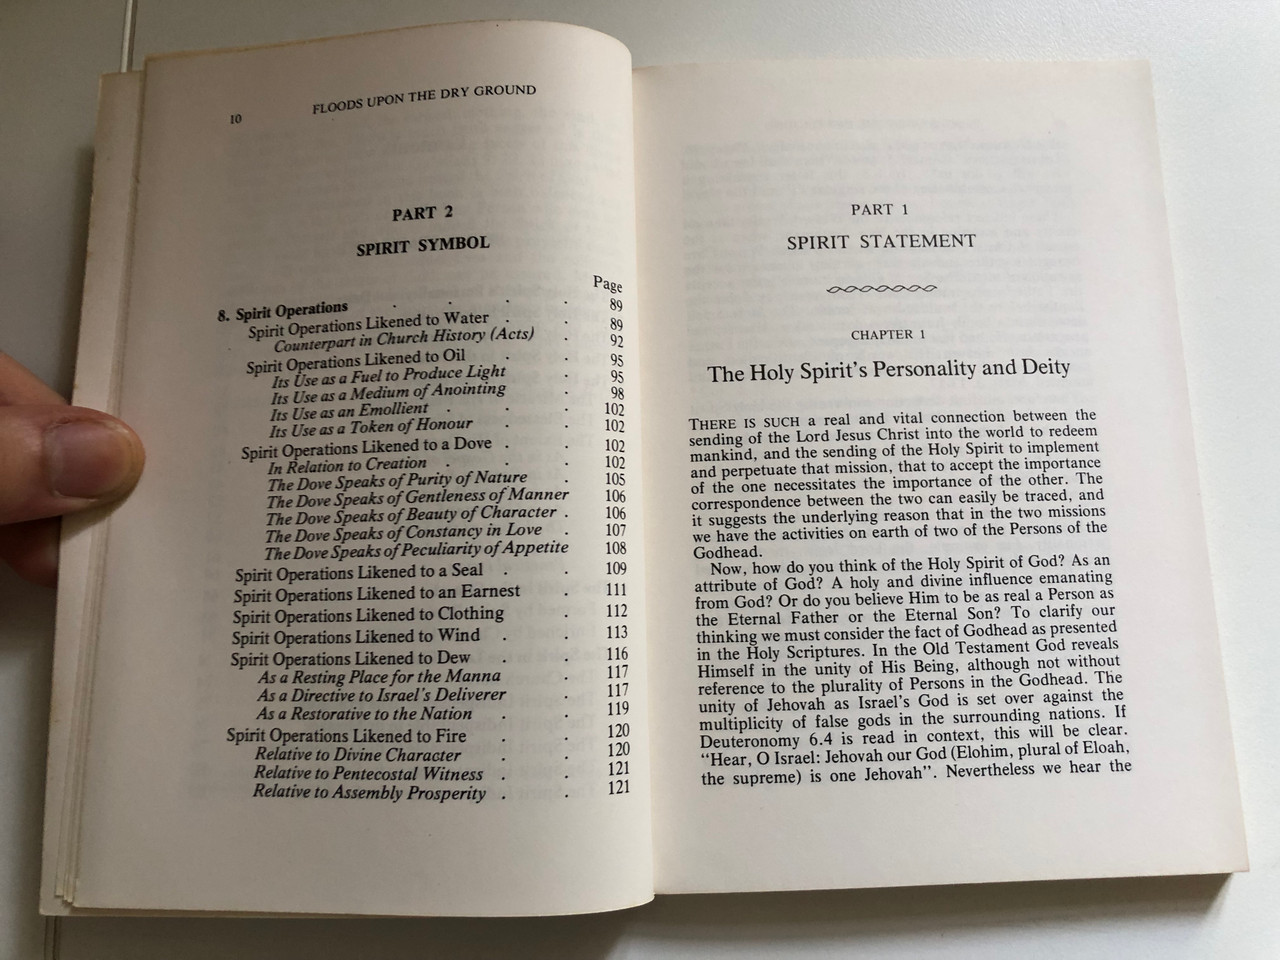 10 FLOODS UPON THE DRY GROUND
PART 2
SPIRIT SYMBOL
Page
8. Spirit Operations . . . . 89
Spirit Operations Likened to Water . . 89
Counterpart in Church History (Acts) . 92
Spirit Operations Likened to Oil . . 95
Its Use as a Fuel to Produce Light . 95
Its Use as a Medium of Anointing . 98
Its Use as an Emollient . . . 102
Its Use as a Token of Honour . . 102
Spirit Operations Likened to a Dove . . 102
In Relation to Creation . . . 102
The Dove Speaks of Purity of Nature . 105
The Dove Speaks of Gentleness of Manner 106
The Dove Speaks of Beauty of Character . 106
The Dove Speaks of Constancy in Love . 107
The Dove Speaks of Peculiarity of Appetite 108
Spirit Operations Likened to a Seal . . 109
Spirit Operations Likened to an Earnest . 111
Spirit Operations Likened to Clothing . 112
Spirit Operations Likened to Wind . . 113
Spirit Operations Likened to Dew . . 116
As a Resting Place for the Manna . 117
As a Directive to Israel's Deliverer . 117
As a Restorative to the Nation . . 119
Spirit Operations Likened to Fire . . 120
Relative to Divine Character . . 120
Relative to Pentecostal Witness . . 121
Relative to Assembly Prosperity . . 121
PART 1
SPIRIT STATEMENT
CHAPTER 1
The Holy Spirit's Personality and Deity
THERE IS SUCH a real and vital connection between the
sending of the Lord Jesus Christ into the world to redeem
mankind, and the sending of the Holy Spirit to implement
and perpetuate that mission, that to accept the importance
of the one necessitates the importance of the other. The
correspondence between the two can easily be traced, and
it suggests the underlying reason that in the two missions
we have the activities on earth of two of the Persons of the
Godhead.
Now, how do you think of the Holy Spirit of God? As an
attribute of God? A holy and divine influence emanating
from God? Or do you believe Him to be as real a Person as
the Eternal Father or the Eternal Son? To clarify our
thinking we must consider the fact of Godhead as presented
in the Holy Scriptures. In the Old Testament God reveals
Himself in the unity of His Being, although not without
reference to the plurality of Persons in the Godhead. The
unity of Jehovah as Israel's God is set over against the
multiplicity of false gods in the surrounding nations. If
Deuteronomy 6.4 is read in context, this will be clear.
"Hear, O Israel: Jehovah our God (Elohim, plural of Eloah,
the supreme) is one Jehovah". Nevertheless we hear the